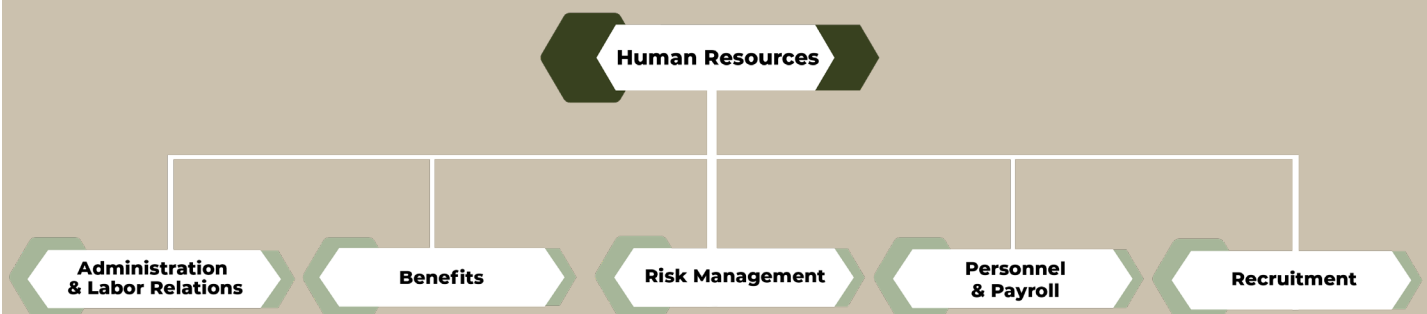 Human Resources
Administration
& Labor Relations
Benefits
Risk Management
Personnel
& Payroll
Recruitment